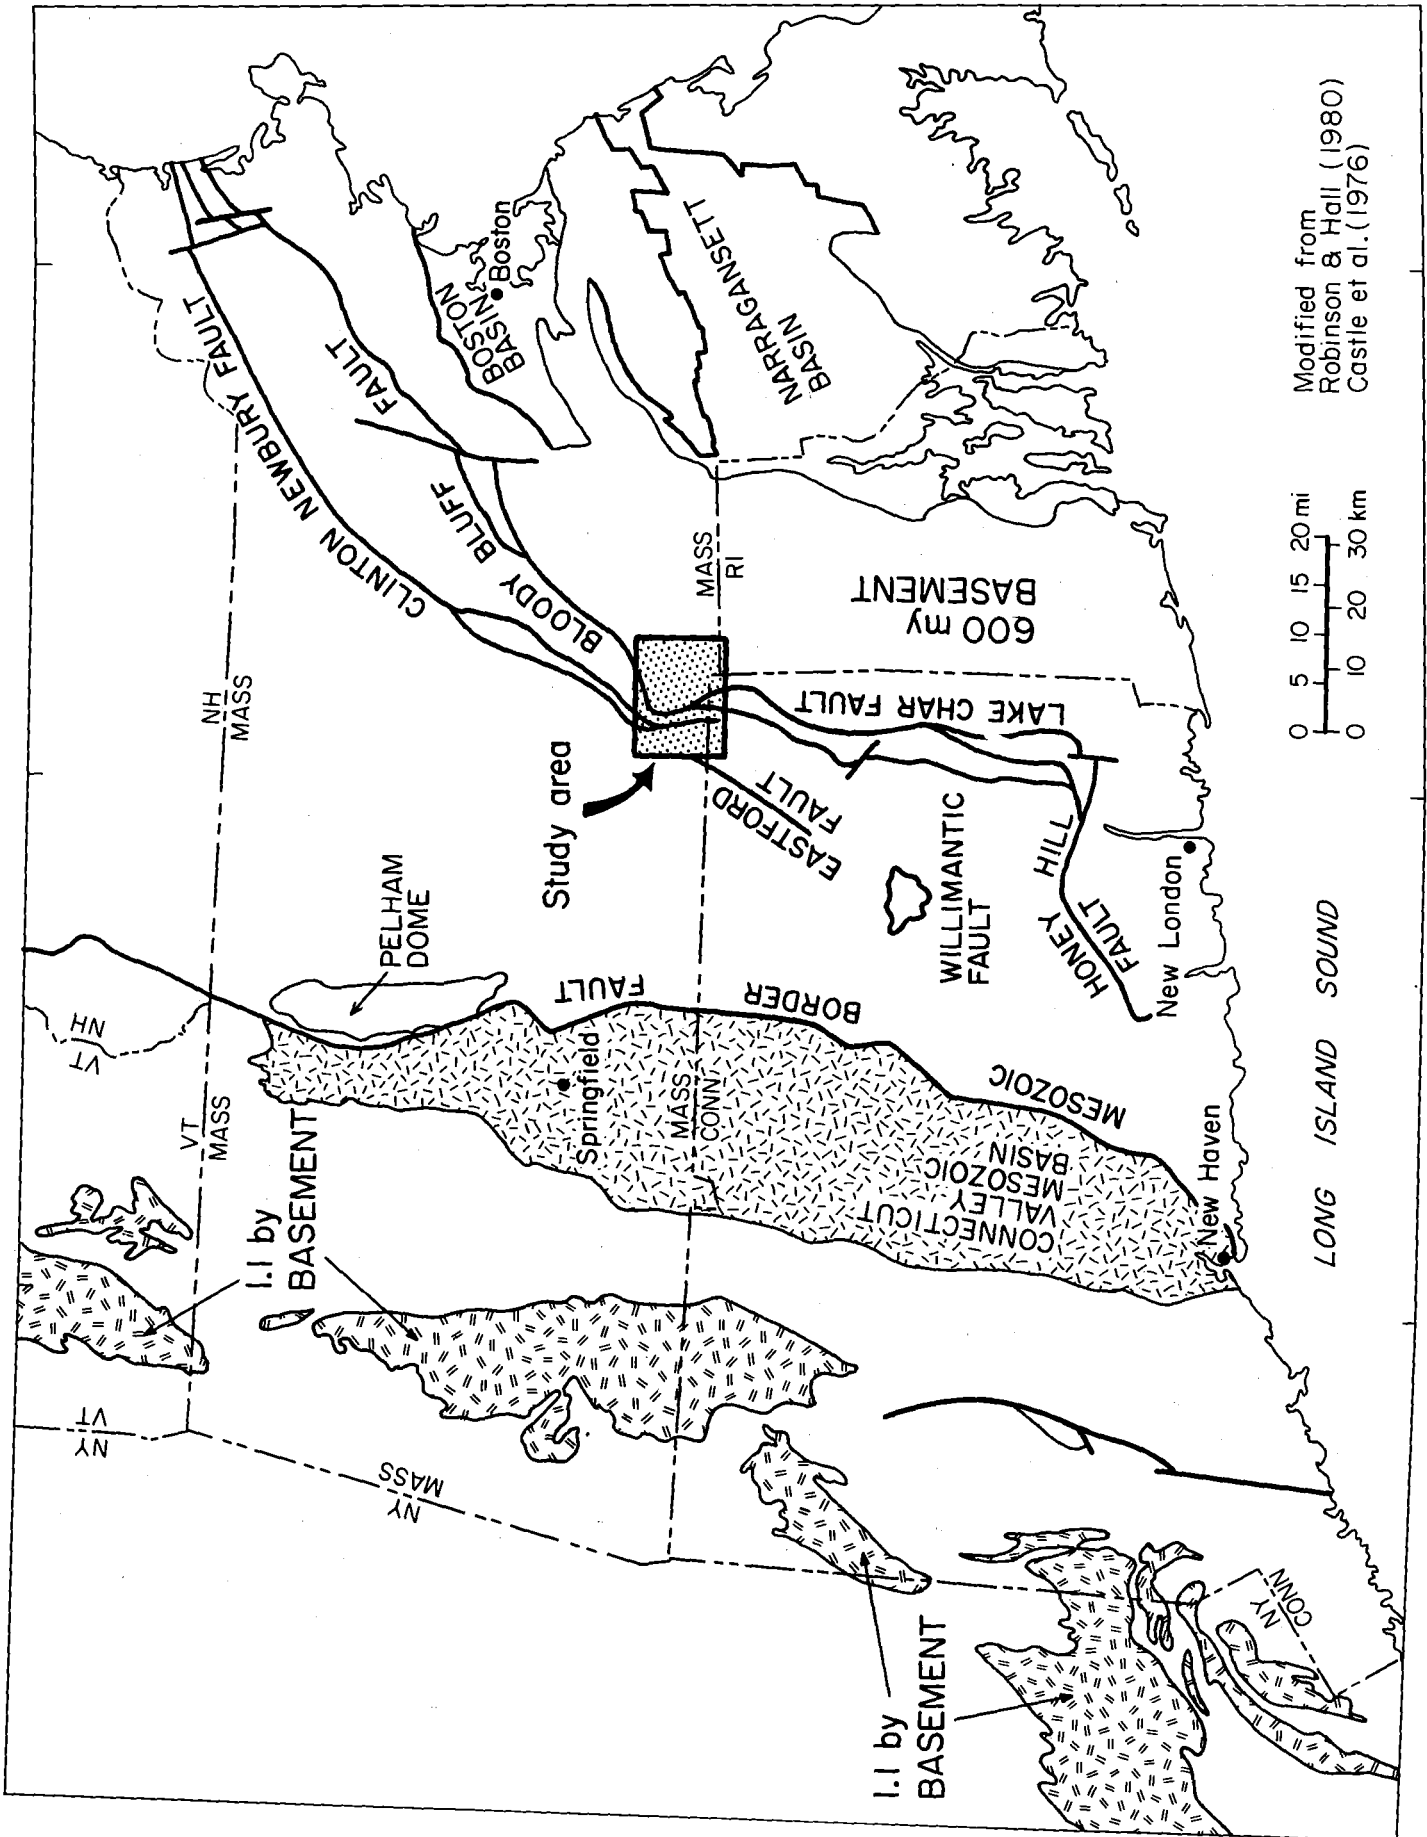 NY
VT
VT
NH
VT
MASS
NH
MASS
NY
MASS
1.1 by
BASEMENT
PELHAM
DOME
CLINTON NEWBURY FAULT
BLOODY BLUFF FAULT
BOSTON
BASIN
Boston
Study area
Springfield
MASS
CONN
MASS
RI
NARRAGANSETT
BASIN
EASTFORD
FAULT
LAKE CHAR FAULT
600 my
BASEMENT
WILLIMANTIC
FAULT
HONEY HILL
FAULT
MESOZOIC BORDER FAULT
CONNECTICUT
VALLEY
MESOZOIC
BASIN
1.1 by
BASEMENT
NY
CONN
New Haven
New London
LONG ISLAND SOUND
0 5 10 15 20 mi
0 10 20 30 km
Modified from
Robinson & Hall (1980)
Castle et al. (1976)